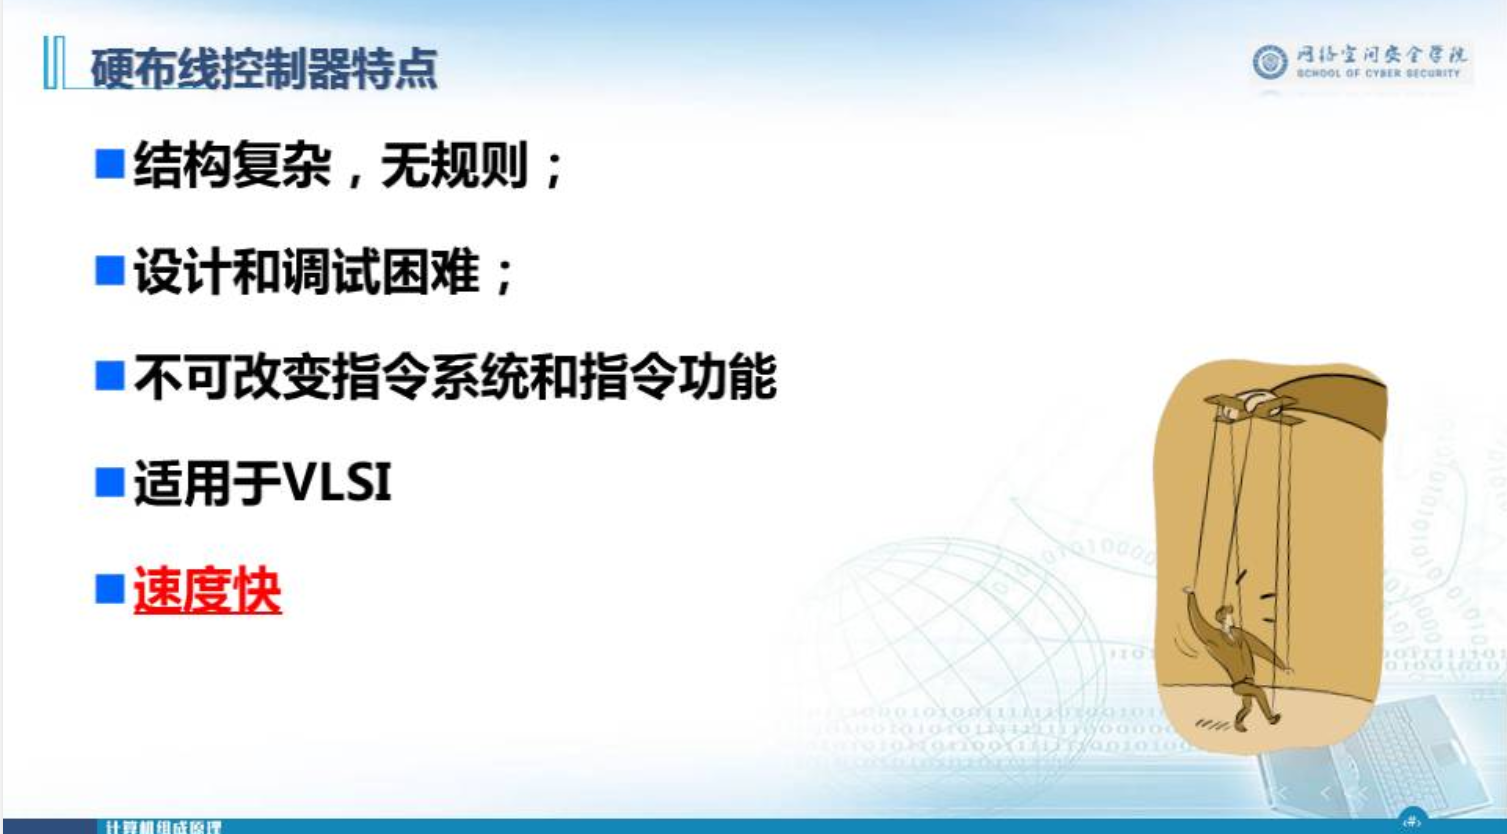 硬布线控制器特点
网络空间安全学院
SCHOOL OF CYBER SECURITY
结构复杂，无规则；
设计和调试困难；
不可改变指令系统和指令功能
适用于VLSI
速度快
计算机组成原理
‹#›